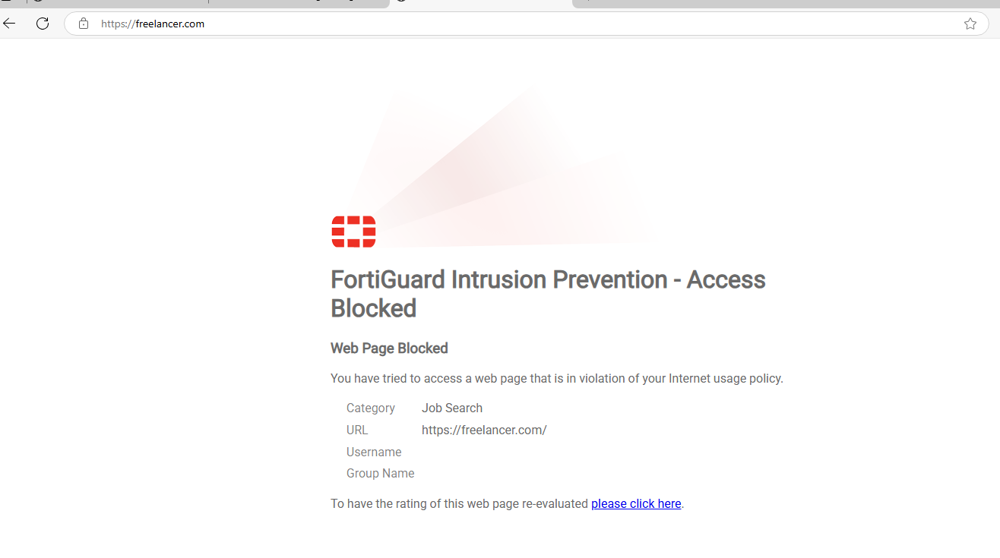 https://freelancer.com
FortiGuard Intrusion Prevention - Access
Blocked
Web Page Blocked
You have tried to access a web page that is in violation of your Internet usage policy.
Category Job Search
URL https://freelancer.com/
Username
Group Name
To have the rating of this web page re-evaluated please click here.